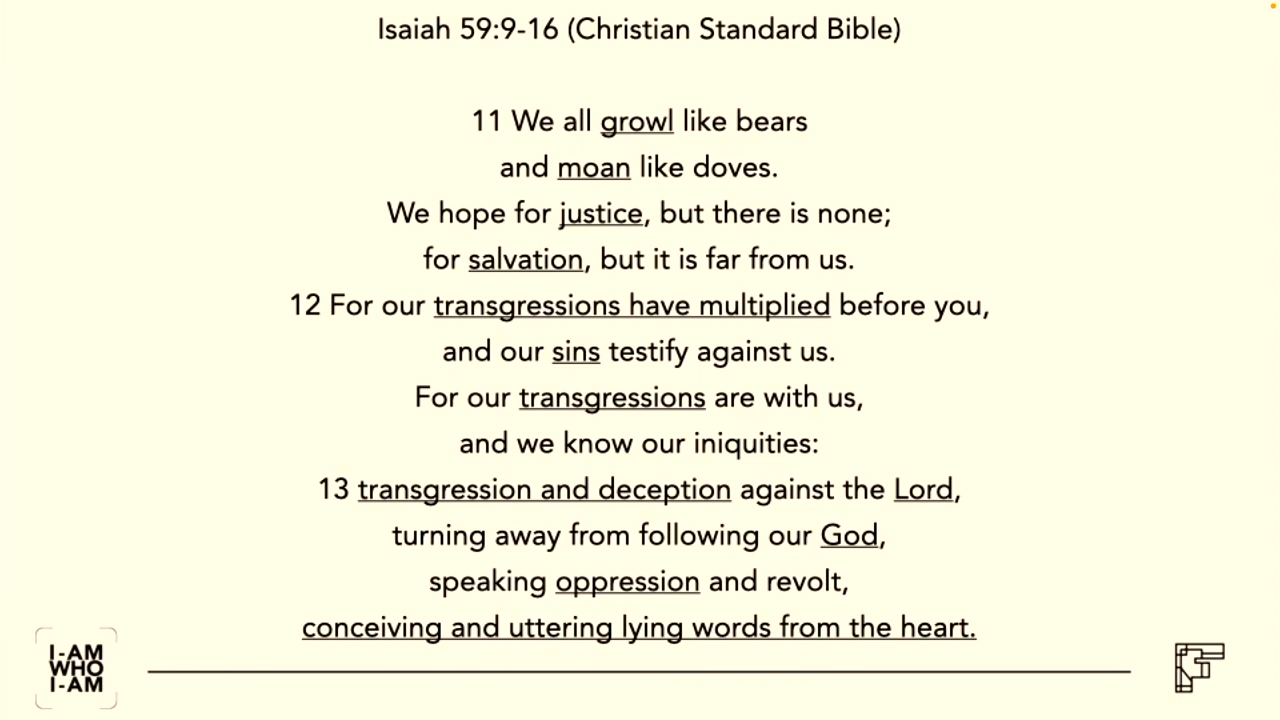 Isaiah 59:9-16 (Christian Standard Bible)
11 We all growl like bears
and moan like doves.
We hope for justice, but there is none;
for salvation, but it is far from us.
12 For our transgressions have multiplied before you,
and our sins testify against us.
For our transgressions are with us,
and we know our iniquities:
13 transgression and deception against the Lord,
turning away from following our God,
speaking oppression and revolt,
conceiving and uttering lying words from the heart.
I-AM
WHO
I-AM